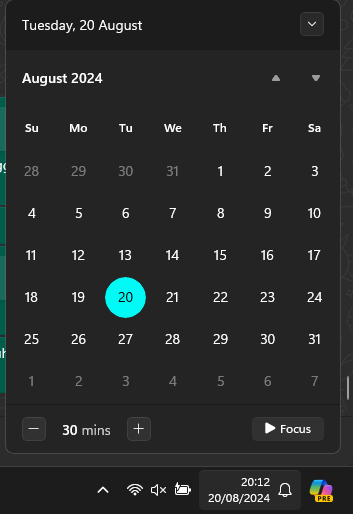 Tuesday, 20 August
August 2024
Su Mo Tu We Th Fr Sa
28 29 30 31 1 2 3
4 5 6 7 8 9 10
11 12 13 14 15 16 17
18 19 20 21 22 23 24
25 26 27 28 29 30 31
1 2 3 4 5 6 7
30 mins
Focus
20:12
20/08/2024
PRE